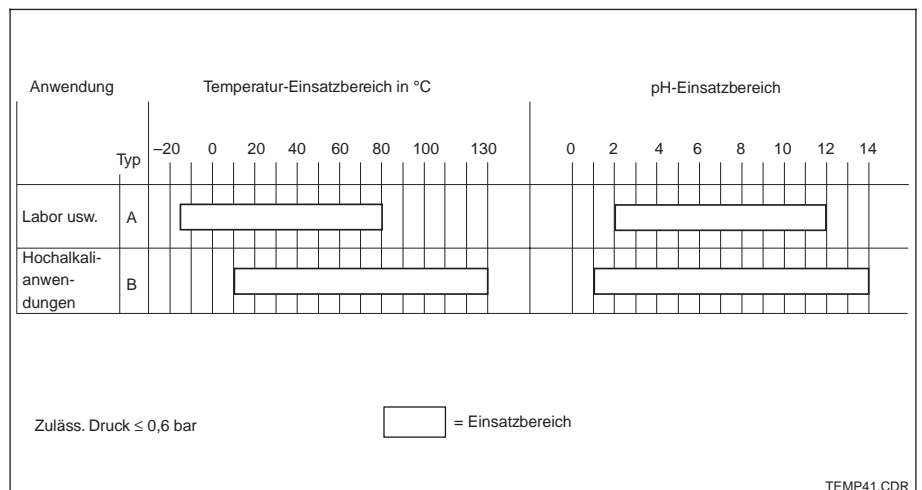 Anwendung Temperatur-Einsatzbereich in °C pH-Einsatzbereich
Typ –20 0 20 40 60 80 100 130 0 2 4 6 8 10 12 14
Labor usw. A
Hochalkali-
anwen-
dungen
B
Zuläss. Druck ≤ 0,6 bar = Einsatzbereich
TEMP41.CDR